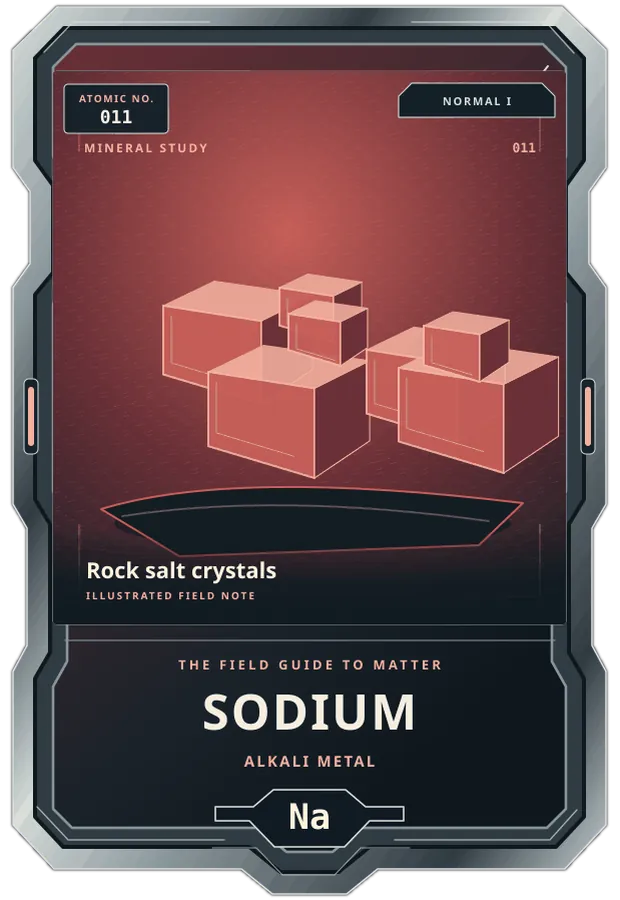 ATOMIC NO.
011
NORMAL I
MINERAL STUDY
011
Rock salt crystals
ILLUSTRATED FIELD NOTE
THE FIELD GUIDE TO MATTER
SODIUM
ALKALI METAL
Na